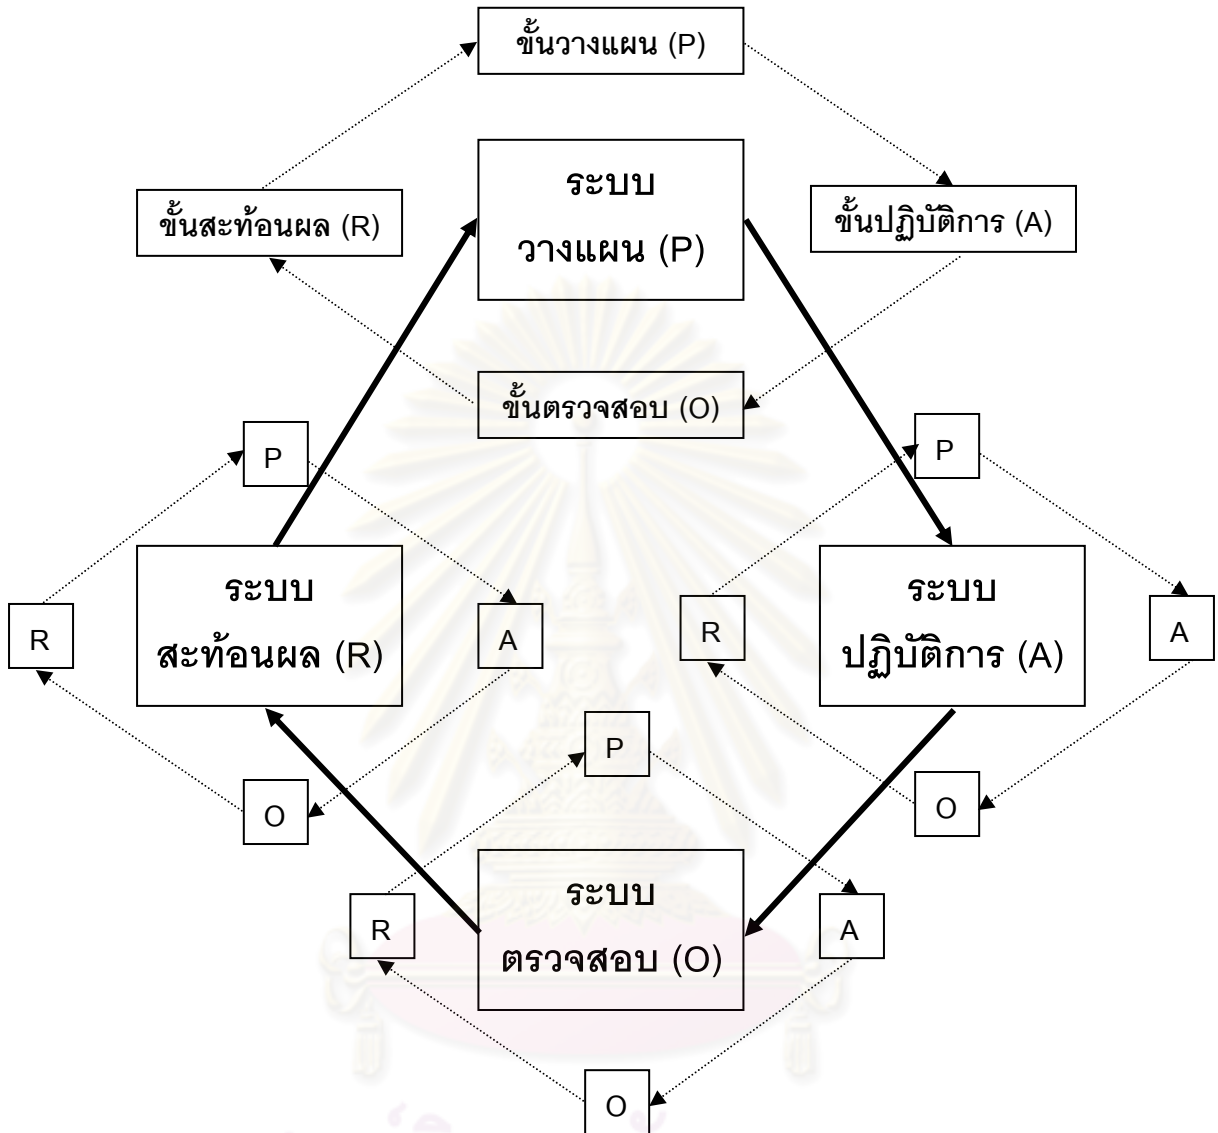 ขั้นวางแผน (P)
ระบบ
วางแผน (P)
ขั้นสะท้อนผล (R)
ขั้นปฏิบัติการ (A)
ขั้นตรวจสอบ (O)
P
P
ระบบ
สะท้อนผล (R)
ระบบ
ปฏิบัติการ (A)
R
A
R
A
P
O
O
ระบบ
ตรวจสอบ (O)
R
A
O